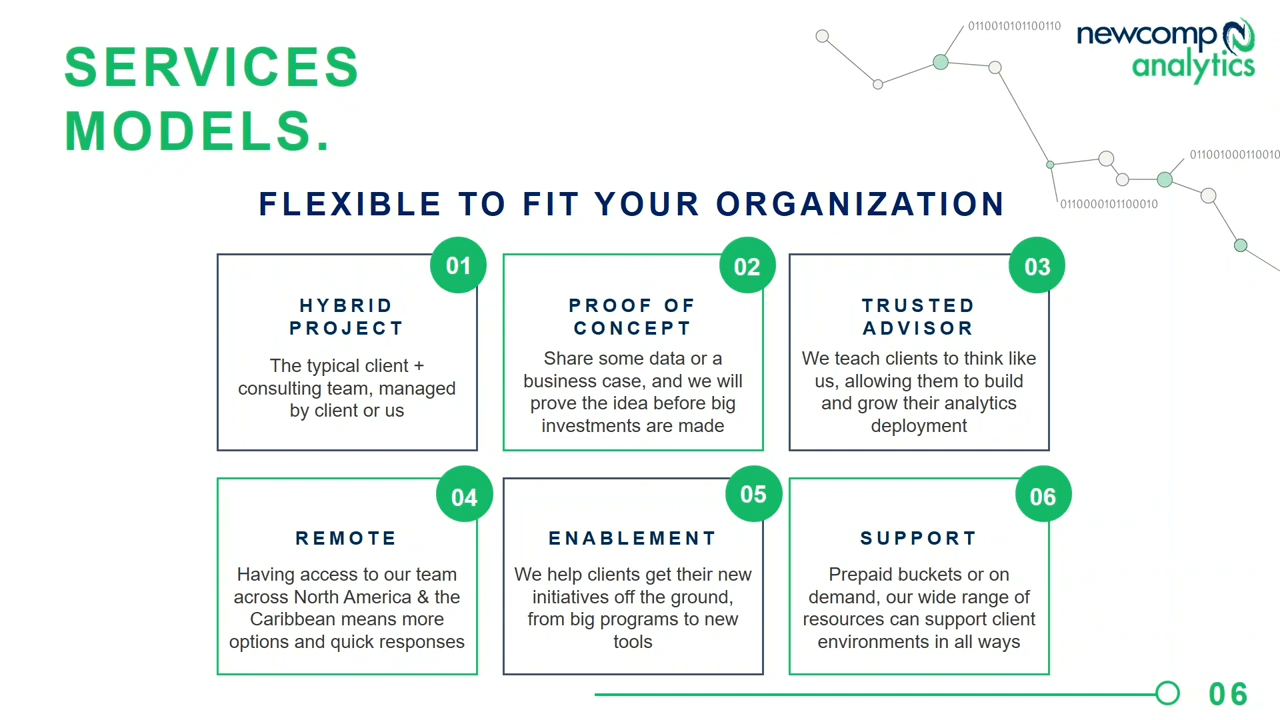 SERVICES
MODELS.
0110010101100110
newcomp
analytics
011001000110010
0110000101100010
FLEXIBLE TO FIT YOUR ORGANIZATION
01
HYBRID
PROJECT
The typical client +
consulting team, managed
by client or us
02
PROOF OF
CONCEPT
Share some data or a
business case, and we will
prove the idea before big
investments are made
03
TRUSTED
ADVISOR
We teach clients to think like
us, allowing them to build
and grow their analytics
deployment
04
REMOTE
Having access to our team
across North America & the
Caribbean means more
options and quick responses
05
ENABLEMENT
We help clients get their new
initiatives off the ground,
from big programs to new
tools
06
SUPPORT
Prepaid buckets or on
demand, our wide range of
resources can support client
environments in all ways
06